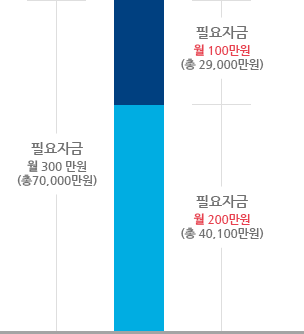 필요자금
월 100만원
(총 29,000만원)
필요자금
월 300 만원
(총70,000만원)
필요자금
월 200만원
(총 40,100만원)